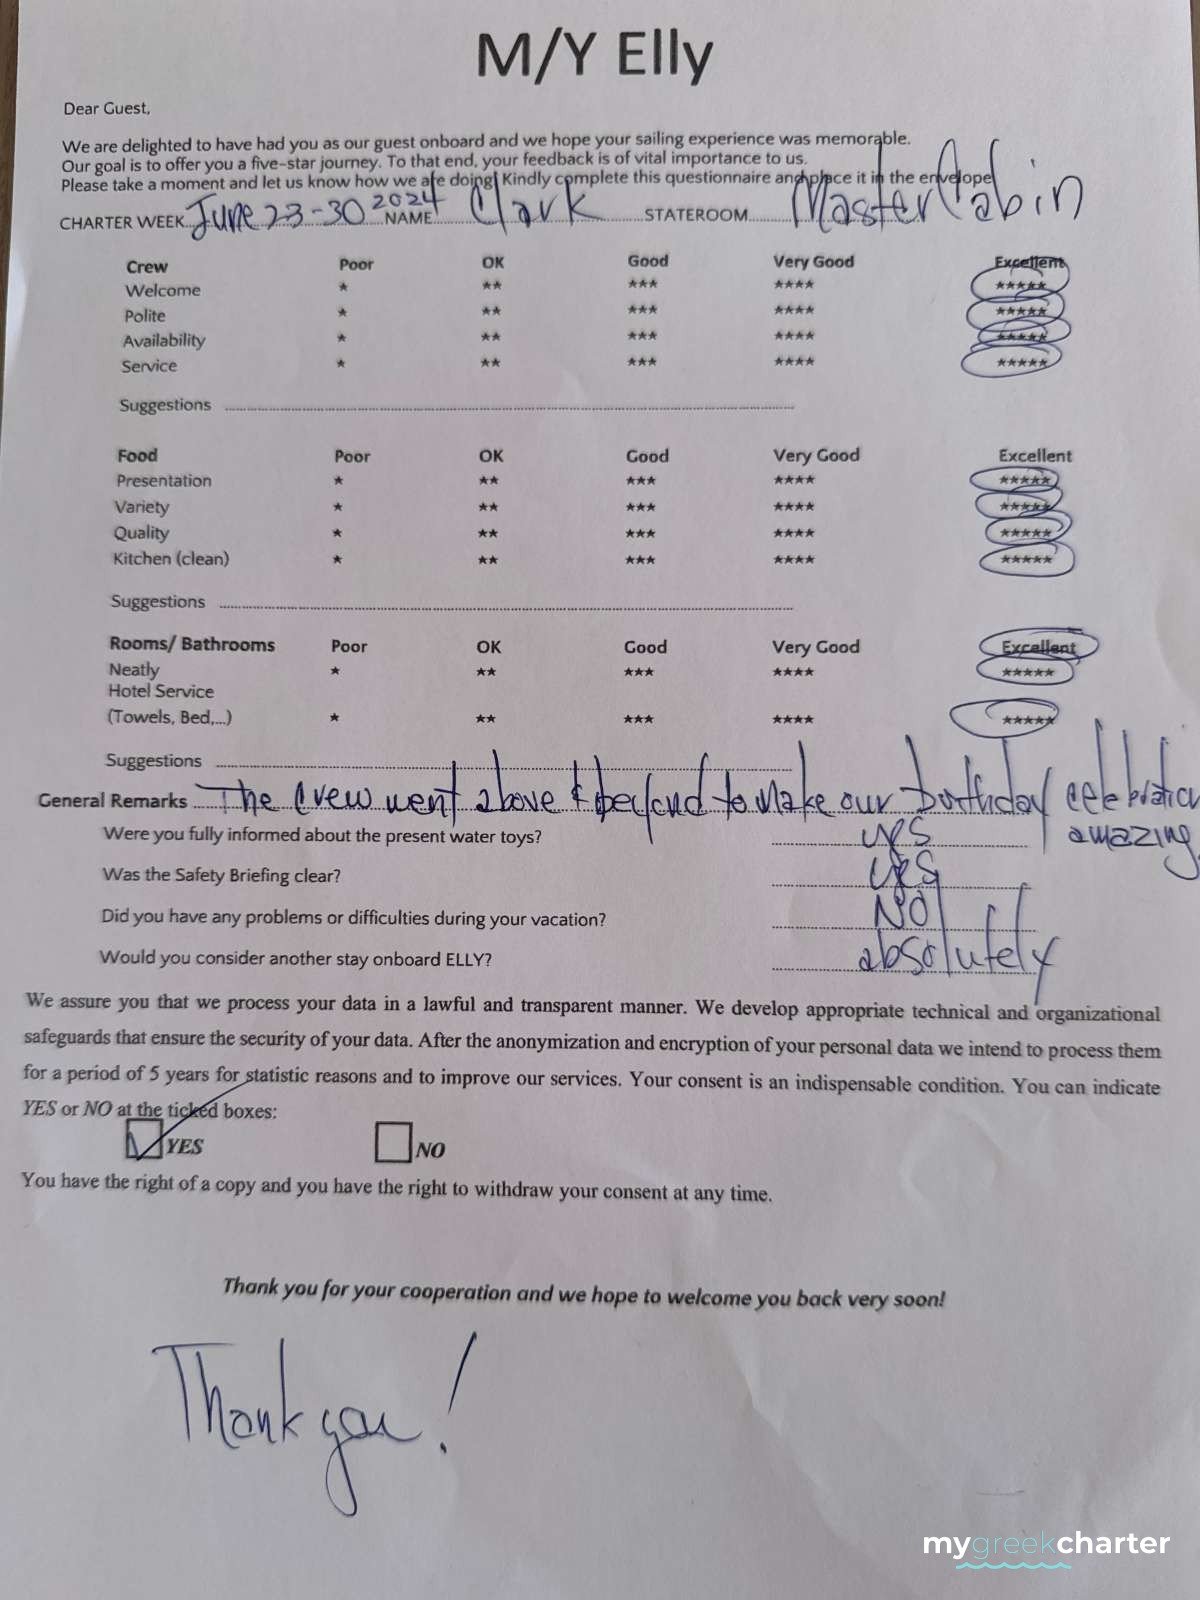 M/Y Elly
Dear Guest,
We are delighted to have had you as our guest onboard and we hope your sailing experience was memorable.
Our goal is to offer you a five-star journey. To that end, your feedback is of vital importance to us.
Please take a moment and let us know how we are doing! Kindly complete this questionnaire and place it in the envelope
CHARTER WEEK June 23-30 2024 NAME Clark STATEROOM Master Cabin
Crew Poor OK Good Very Good Excellent
Welcome * ** *** **** *****
Polite * ** *** **** *****
Availability * ** *** **** *****
Service * ** *** **** *****
Suggestions
Food Poor OK Good Very Good Excellent
Presentation * ** *** **** *****
Variety * ** *** **** *****
Quality * ** *** **** *****
Kitchen (clean) * ** *** **** *****
Suggestions
Rooms/ Bathrooms Poor OK Good Very Good Excellent
Neatly * ** *** **** *****
Hotel Service
(Towels, Bed,...) * ** *** **** *****
Suggestions
General Remarks The crew went above & beyond to make our birthday celebration
amazing.
Were you fully informed about the present water toys? yes
Was the Safety Briefing clear? yes
Did you have any problems or difficulties during your vacation? NO
Would you consider another stay onboard ELLY? absolutely
We assure you that we process your data in a lawful and transparent manner. We develop appropriate technical and organizational
safeguards that ensure the security of your data. After the anonymization and encryption of your personal data we intend to process them
for a period of 5 years for statistic reasons and to improve our services. Your consent is an indispensable condition. You can indicate
YES or NO at the ticked boxes:
YES NO
You have the right of a copy and you have the right to withdraw your consent at any time.
Thank you for your cooperation and we hope to welcome you back very soon!
Thank you!
mygreekcharter